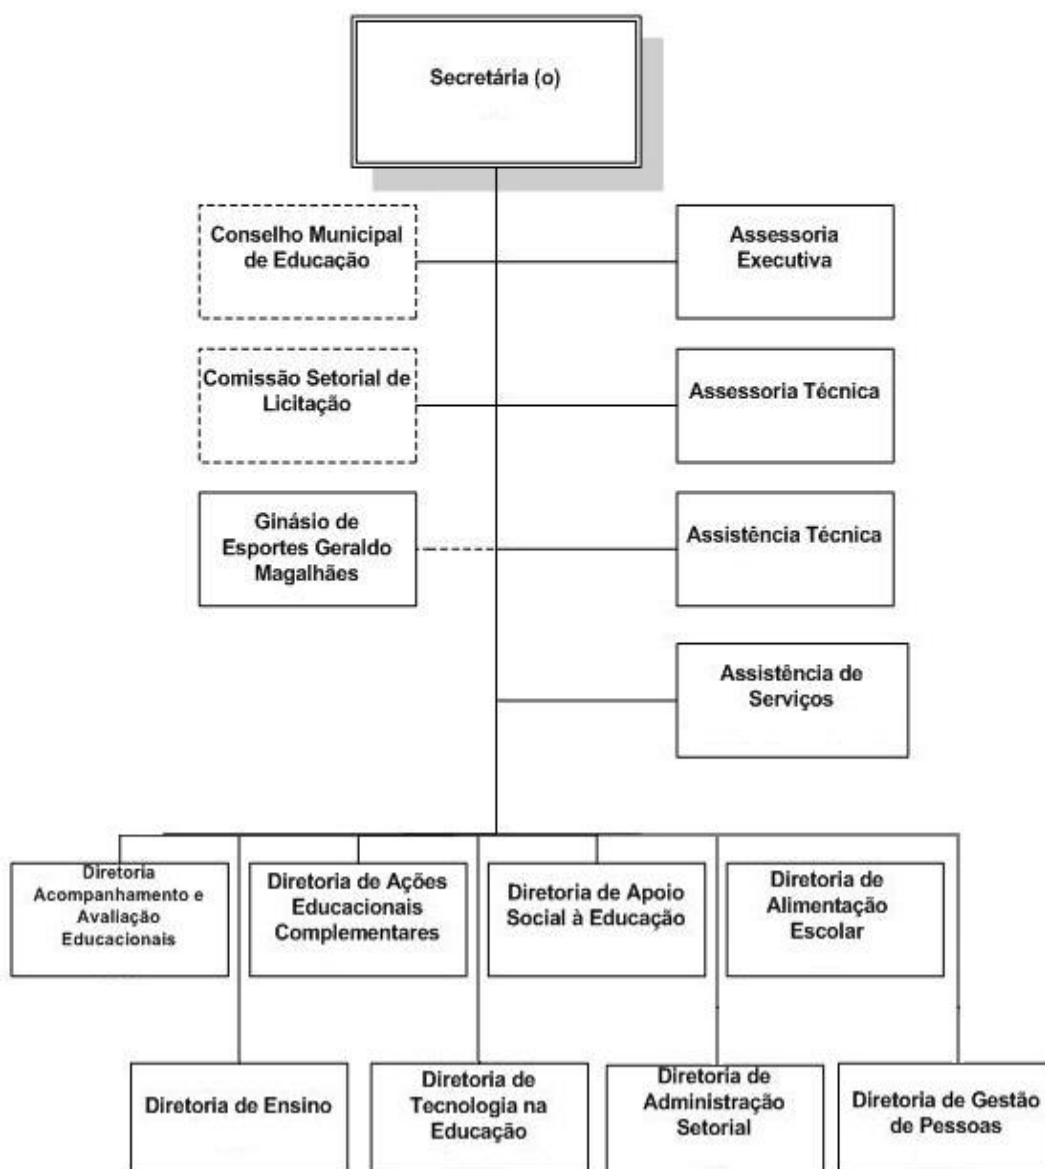 Secretária (o)
Conselho Municipal
de Educação
Assessoria
Executiva
Comissão Setorial de
Licitação
Assessoria Técnica
Ginásio de
Esportes Geraldo
Magalhães
Assistência Técnica
Assistência de
Serviços
Diretoria
Acompanhamento e
Avaliação
Educacionais
Diretoria de Ações
Educacionais
Complementares
Diretoria de Apoio
Social à Educação
Diretoria de
Alimentação
Escolar
Diretoria de Ensino
Diretoria de
Tecnologia na
Educação
Diretoria de
Administração
Setorial
Diretoria de Gestão
de Pessoas